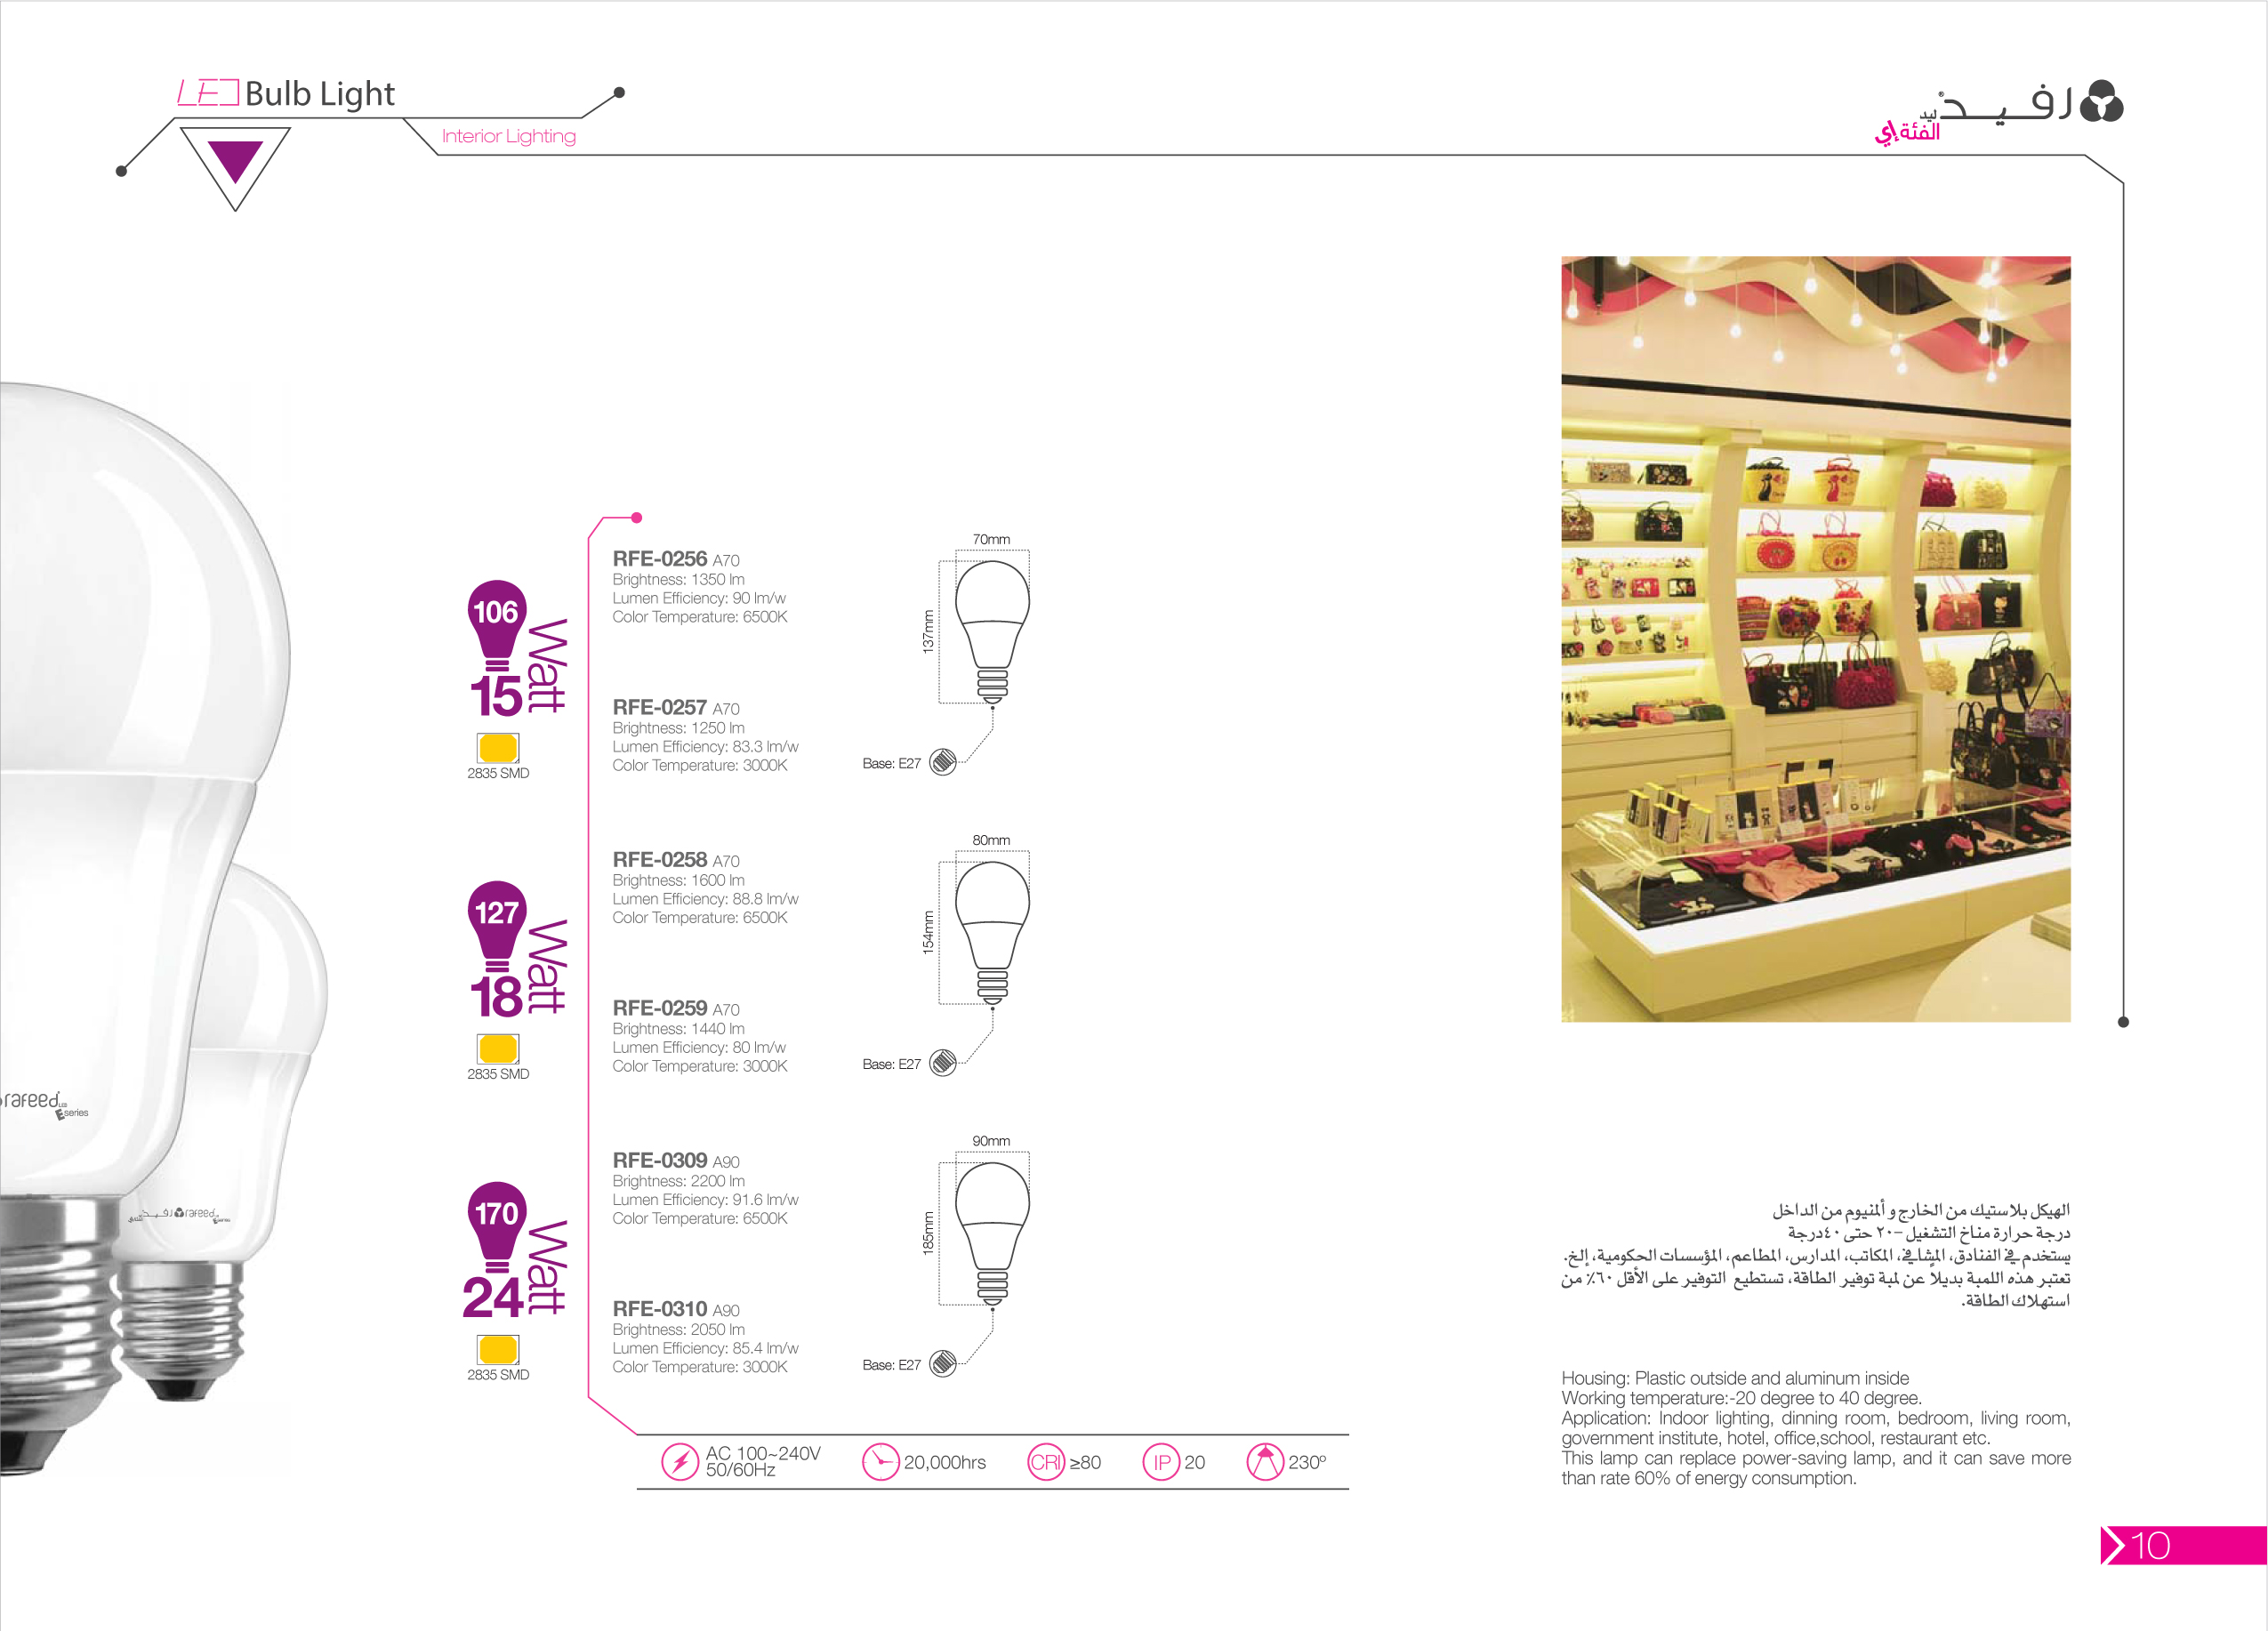 LED Bulb Light
Interior Lighting
رفيد®
ليد
الفئة إي
106
15
Watt
2835 SMD
RFE-0256 A70
Brightness: 1350 lm
Lumen Efficiency: 90 lm/w
Color Temperature: 6500K
RFE-0257 A70
Brightness: 1250 lm
Lumen Efficiency: 83.3 lm/w
Color Temperature: 3000K
70mm
137mm
Base: E27
127
18
Watt
2835 SMD
RFE-0258 A70
Brightness: 1600 lm
Lumen Efficiency: 88.8 lm/w
Color Temperature: 6500K
RFE-0259 A70
Brightness: 1440 lm
Lumen Efficiency: 80 lm/w
Color Temperature: 3000K
80mm
154mm
Base: E27
170
24
Watt
2835 SMD
RFE-0309 A90
Brightness: 2200 lm
Lumen Efficiency: 91.6 lm/w
Color Temperature: 6500K
RFE-0310 A90
Brightness: 2050 lm
Lumen Efficiency: 85.4 lm/w
Color Temperature: 3000K
90mm
185mm
Base: E27
rafeed LED
E series
رفيد rafeed
AC 100~240V
50/60Hz
20,000hrs
CRI ≥80
IP 20
230º
الهيكل بلاستيك من الخارج و ألمنيوم من الداخل
درجة حرارة مناخ التشغيل -٢٠ حتى ٤٠درجة
يستخدم في الفنادق، المشافي، المكاتب، المدارس، المطاعم، المؤسسات الحكومية، إلخ.
تعتبر هذه اللمبة بديلاً عن لمبة توفير الطاقة، تستطيع التوفير على الأقل ٦٠٪ من
استهلاك الطاقة.
Housing: Plastic outside and aluminum inside
Working temperature:-20 degree to 40 degree.
Application: Indoor lighting, dinning room, bedroom, living room,
government institute, hotel, office,school, restaurant etc.
This lamp can replace power-saving lamp, and it can save more
than rate 60% of energy consumption.
10